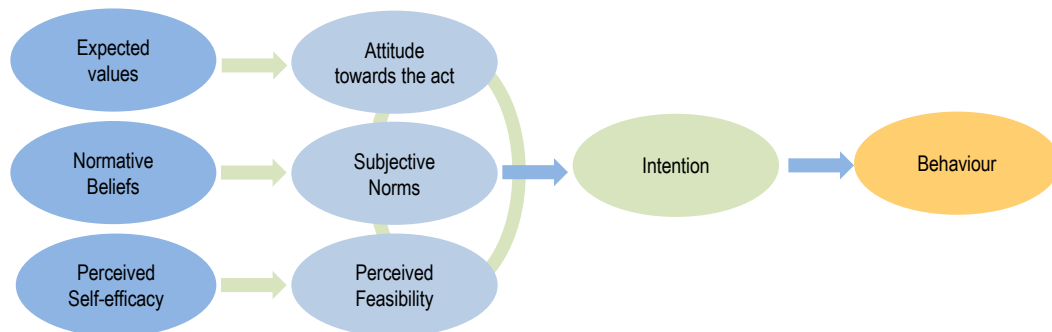 Expected
values
Attitude
towards the act
Normative
Beliefs
Subjective
Norms
Intention
Behaviour
Perceived
Self-efficacy
Perceived
Feasibility